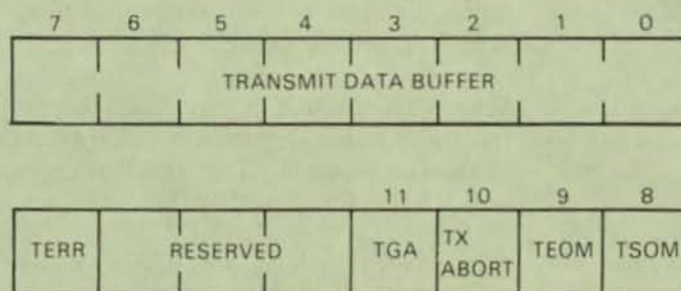 7 6 5 4 3 2 1 0
TRANSMIT DATA BUFFER
11 10 9 8
TERR RESERVED TGA TX ABORT TEOM TSOM